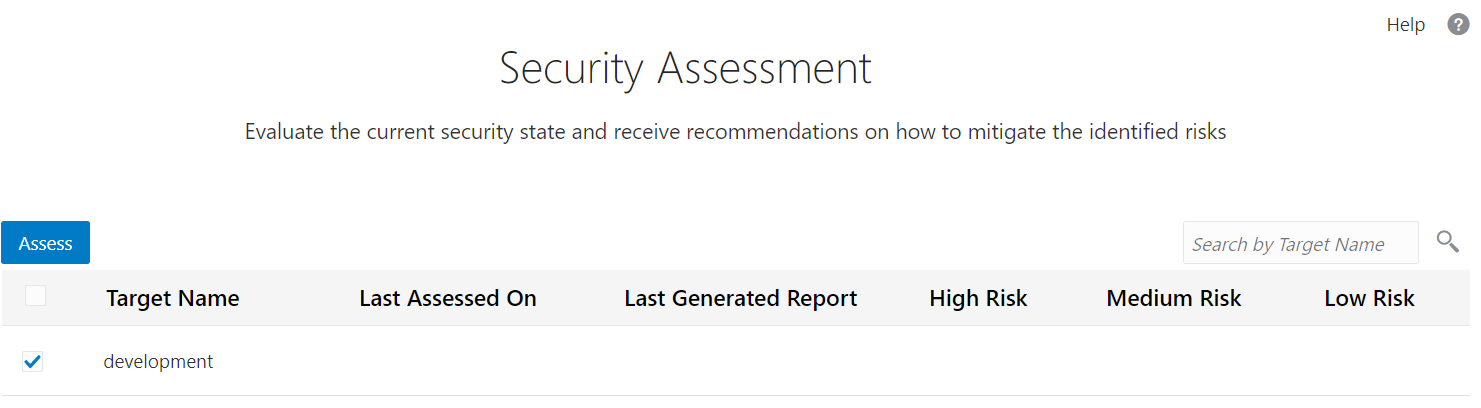 Help ?
Security Assessment
Evaluate the current security state and receive recommendations on how to mitigate the identified risks
Assess
Search by Target Name
Target Name Last Assessed On Last Generated Report High Risk Medium Risk Low Risk
development